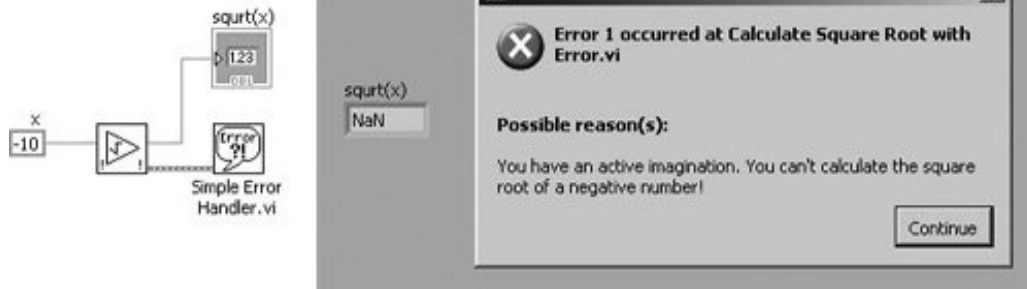 squrt(x)
1.23
DBL
x
-10
Error
?!
Simple Error
Handler.vi
squrt(x)
NaN
Error 1 occurred at Calculate Square Root with
Error.vi
Possible reason(s):
You have an active imagination. You can't calculate the square
root of a negative number!
Continue